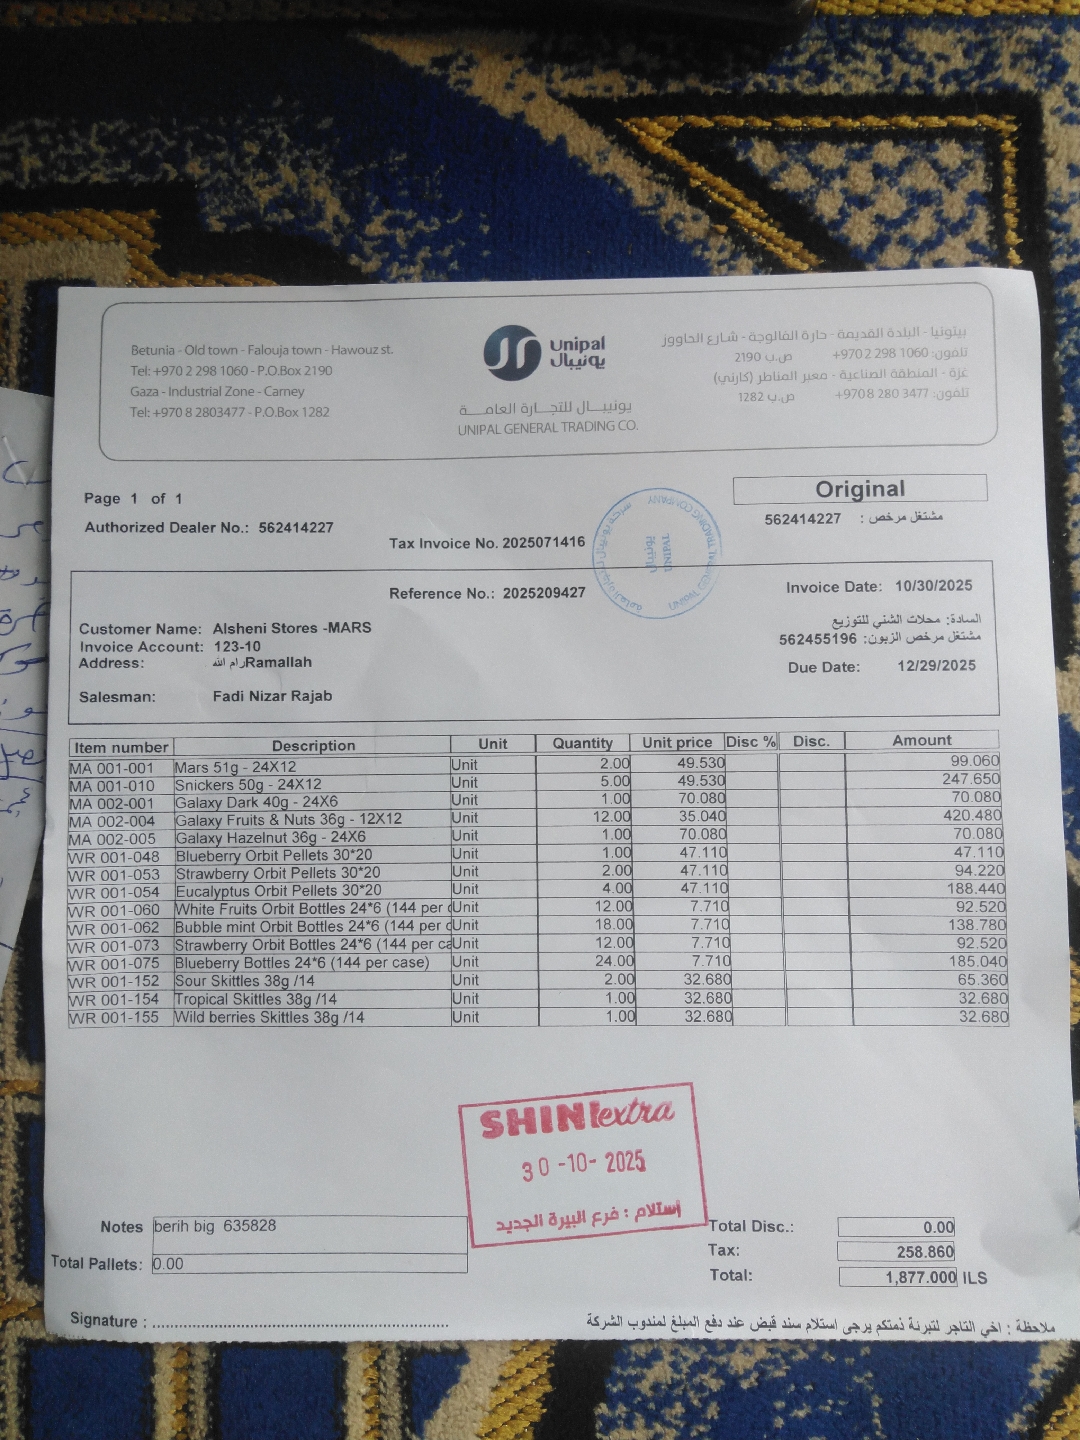 Betunia - Old town - Falouja town - Hawouz st.
Tel: +970 2 298 1060 - P.O.Box 2190
Gaza - Industrial Zone - Carney
Tel: +970 8 2803477 - P.O.Box 1282
Unipal
يونيبال
يونيبال للتجارة العامة
UNIPAL GENERAL TRADING CO.
بيتونيا - البلدة القديمة - حارة الفالوجة - شارع الحاووز
تلفون: 1060 298 2 970+ ص.ب 2190
غزة - المنطقة الصناعية - معبر المناطر (كارني)
تلفون: 3477 280 8 970+ ص.ب 1282
Page 1 of 1
Original
Authorized Dealer No.: 562414227
مشتغل مرخص : 562414227
Tax Invoice No. 2025071416
UNIPAL
يونيبال
Reference No.: 2025209427
Invoice Date: 10/30/2025
Customer Name: Alsheni Stores -MARS
السادة: محلات الشني للتوزيع
Invoice Account: 123-10
مشتغل مرخص الزبون: 562455196
Address: رام الله Ramallah
Due Date: 12/29/2025
Salesman: Fadi Nizar Rajab
Item number Description Unit Quantity Unit price Disc % Disc. Amount
MA 001-001 Mars 51g - 24X12 Unit 2.00 49.530 99.060
MA 001-010 Snickers 50g - 24X12 Unit 5.00 49.530 247.650
MA 002-001 Galaxy Dark 40g - 24X6 Unit 1.00 70.080 70.080
MA 002-004 Galaxy Fruits & Nuts 36g - 12X12 Unit 12.00 35.040 420.480
MA 002-005 Galaxy Hazelnut 36g - 24X6 Unit 1.00 70.080 70.080
WR 001-048 Blueberry Orbit Pellets 30*20 Unit 1.00 47.110 47.110
WR 001-053 Strawberry Orbit Pellets 30*20 Unit 2.00 47.110 94.220
WR 001-054 Eucalyptus Orbit Pellets 30*20 Unit 4.00 47.110 188.440
WR 001-060 White Fruits Orbit Bottles 24*6 (144 per c Unit 12.00 7.710 92.520
WR 001-062 Bubble mint Orbit Bottles 24*6 (144 per c Unit 18.00 7.710 138.780
WR 001-073 Strawberry Orbit Bottles 24*6 (144 per ca Unit 12.00 7.710 92.520
WR 001-075 Blueberry Bottles 24*6 (144 per case) Unit 24.00 7.710 185.040
WR 001-152 Sour Skittles 38g /14 Unit 2.00 32.680 65.360
WR 001-154 Tropical Skittles 38g /14 Unit 1.00 32.680 32.680
WR 001-155 Wild berries Skittles 38g /14 Unit 1.00 32.680 32.680
SHINI extra
30 -10- 2025
إستلام : فرع البيرة الجديد
Notes berih big 635828
Total Disc.: 0.00
Total Pallets: 0.00
Tax: 258.860
Total: 1,877.000 ILS
Signature : ......................................................
ملاحظة : اخي التاجر لتبرئة ذمتكم يرجى استلام سند قبض عند دفع المبلغ لمندوب الشركة